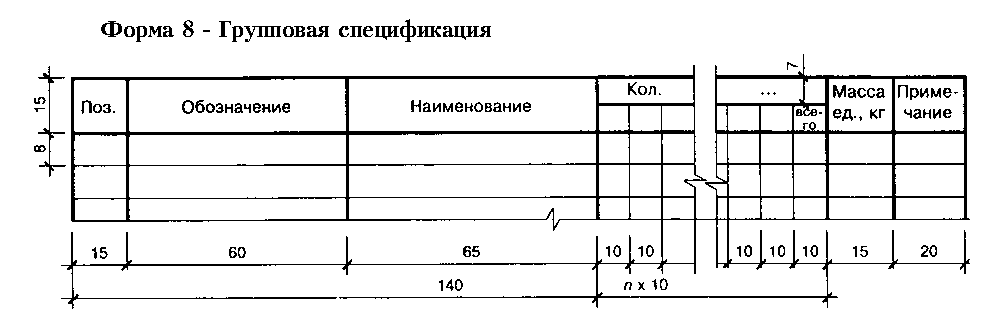 Форма 8 - Групповая спецификация
7
15
Поз.
Обозначение
Наименование
Кол.
...
все-
го
Масса
ед., кг
Приме-
чание
8
15
60
65
10
10
10
10
10
15
20
140
n x 10